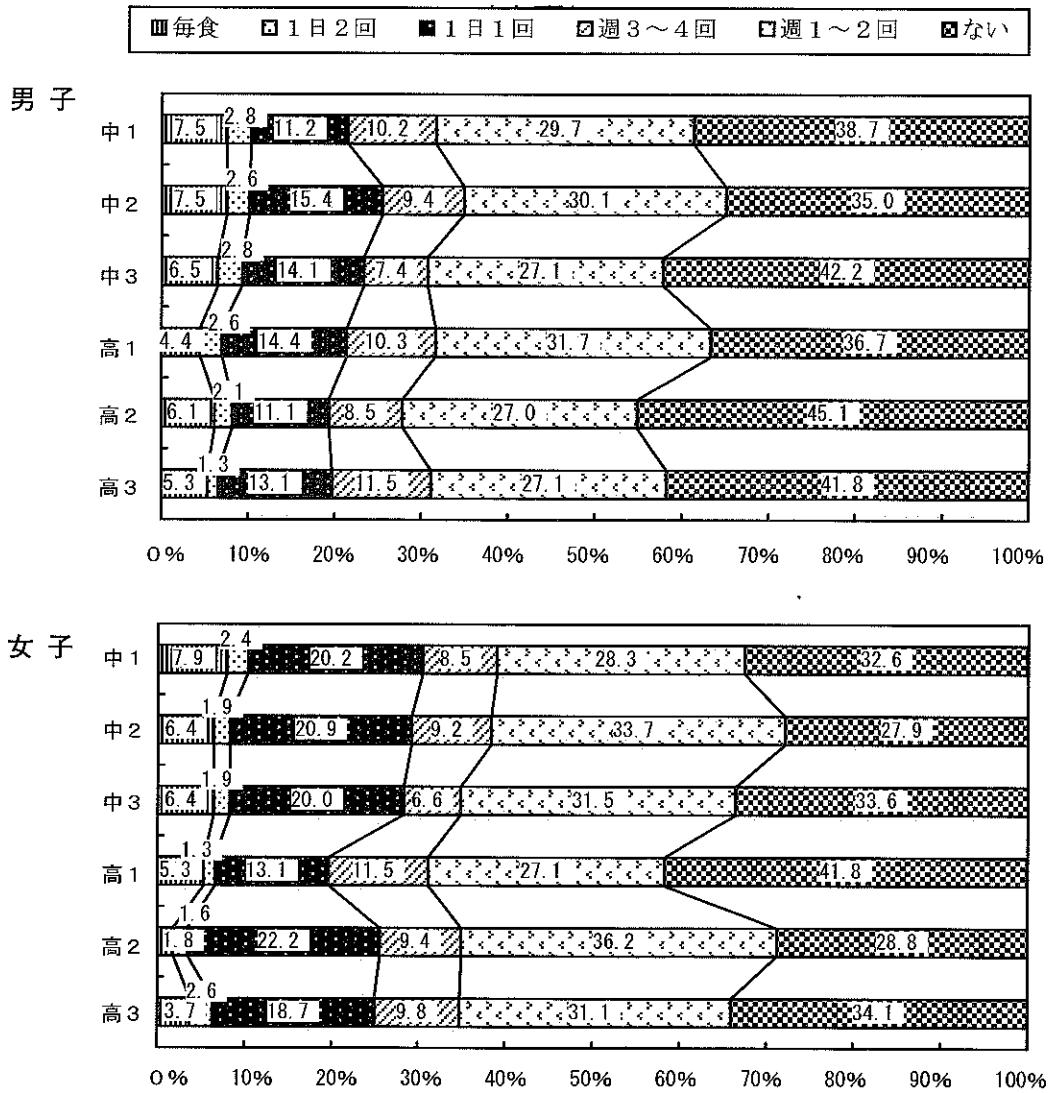 毎食 1日2回 1日1回 週3～4回 週1～2回 ない
男子
2.8
中1 7.5 11.2 10.2 29.7 38.7
2.6
中2 7.5 15.4 9.4 30.1 35.0
2.8
中3 6.5 14.1 7.4 27.1 42.2
2.6
高1 4.4 14.4 10.3 31.7 36.7
2.1
高2 6.1 11.1 8.5 27.0 45.1
1.3
高3 5.3 13.1 11.5 27.1 41.8
0% 10% 20% 30% 40% 50% 60% 70% 80% 90% 100%
女子
2.4
中1 7.9 20.2 8.5 28.3 32.6
1.9
中2 6.4 20.9 9.2 33.7 27.9
1.9
中3 6.4 20.0 6.6 31.5 33.6
1.3
高1 5.3 13.1 11.5 27.1 41.8
1.6
高2 1.8 22.2 9.4 36.2 28.8
2.6
高3 3.7 18.7 9.8 31.1 34.1
0% 10% 20% 30% 40% 50% 60% 70% 80% 90% 100%